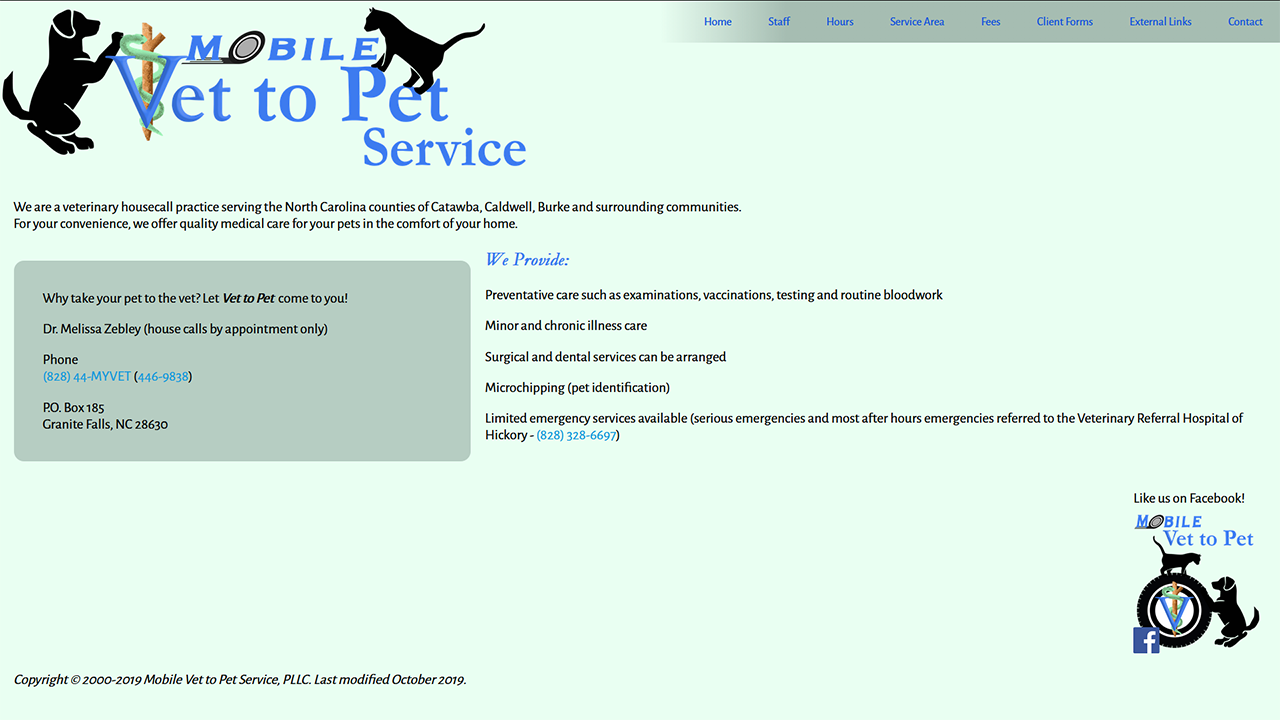 Home Staff Hours Service Area Fees Client Forms External Links Contact
MOBILE
Vet to Pet
Service
We are a veterinary housecall practice serving the North Carolina counties of Catawba, Caldwell, Burke and surrounding communities.
For your convenience, we offer quality medical care for your pets in the comfort of your home.
Why take your pet to the vet? Let Vet to Pet come to you!
Dr. Melissa Zebley (house calls by appointment only)
Phone
(828) 44-MYVET (446-9838)
P.O. Box 185
Granite Falls, NC 28630
We Provide:
Preventative care such as examinations, vaccinations, testing and routine bloodwork
Minor and chronic illness care
Surgical and dental services can be arranged
Microchipping (pet identification)
Limited emergency services available (serious emergencies and most after hours emergencies referred to the Veterinary Referral Hospital of
Hickory - (828) 328-6697)
Like us on Facebook!
MOBILE
Vet to Pet
V
f
Copyright © 2000-2019 Mobile Vet to Pet Service, PLLC. Last modified October 2019.